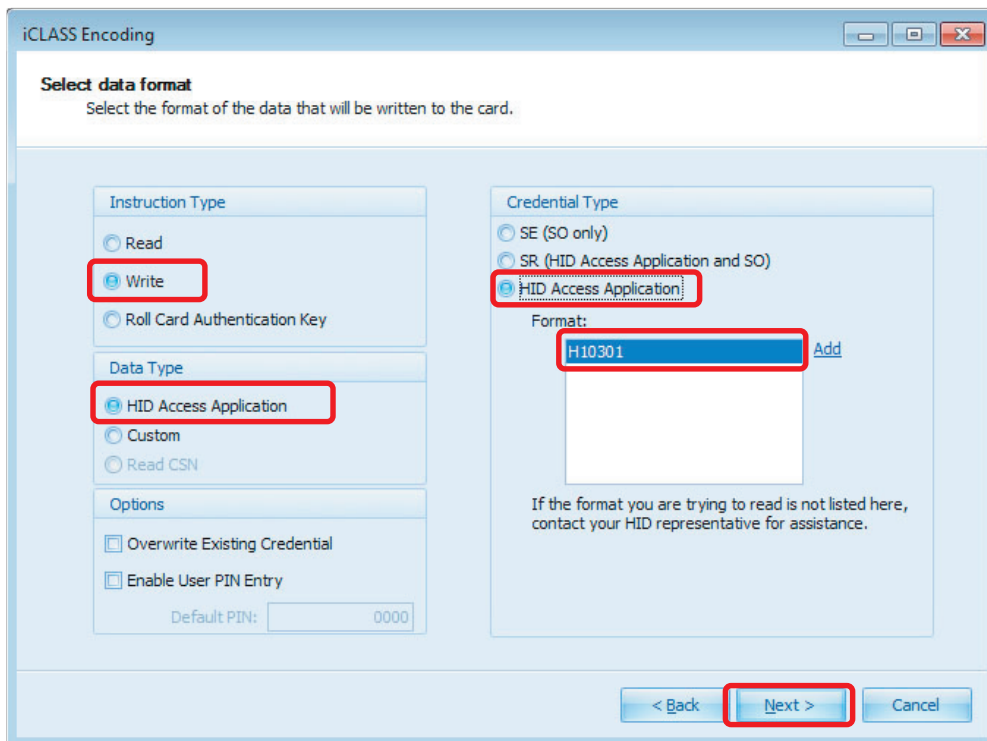 iCLASS Encoding
Select data format
Select the format of the data that will be written to the card.
Instruction Type
Read
Write
Roll Card Authentication Key
Data Type
HID Access Application
Custom
Read CSN
Options
Overwrite Existing Credential
Enable User PIN Entry
Default PIN: 0000
Credential Type
SE (SO only)
SR (HID Access Application and SO)
HID Access Application
Format:
H10301 Add
If the format you are trying to read is not listed here,
contact your HID representative for assistance.
< Back Next > Cancel